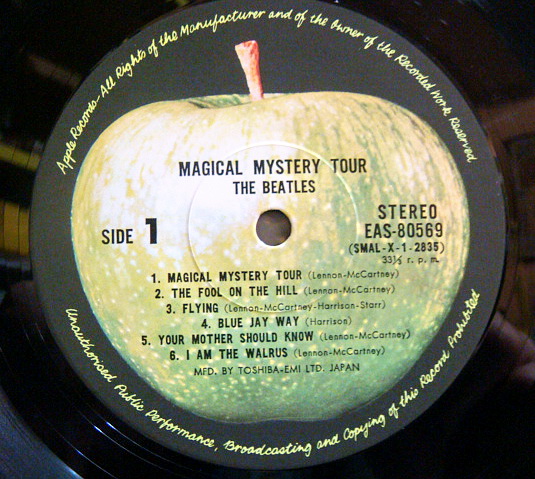 Apple Records—All Rights of the Manufacturer and of the Owner of the Recorded Work Reserved
MAGICAL MYSTERY TOUR
THE BEATLES
SIDE 1
STEREO
EAS-80569
(SMAL-X-1-2835)
33⅓ r. p. m.
1. MAGICAL MYSTERY TOUR (Lennon-McCartney)
2. THE FOOL ON THE HILL (Lennon-McCartney)
3. FLYING (Lennon-McCartney-Harrison-Starr)
4. BLUE JAY WAY (Harrison)
5. YOUR MOTHER SHOULD KNOW (Lennon-McCartney)
6. I AM THE WALRUS (Lennon-McCartney)
MFD. BY TOSHIBA-EMI LTD. JAPAN
Unauthorised Public Performance, Broadcasting and Copying of this Record Prohibited